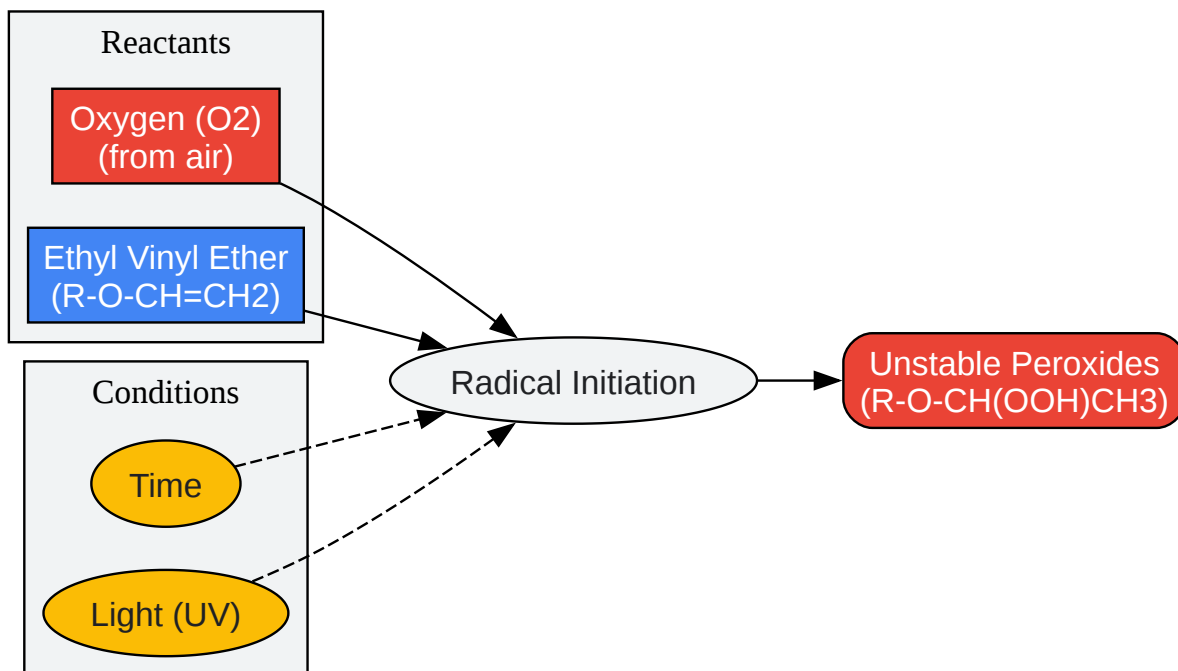 Reactants
Oxygen (O2)
(from air)
Ethyl Vinyl Ether
(R-O-CH=CH2)
Conditions
Time
Light (UV)
Radical Initiation
Unstable Peroxides
(R-O-CH(OOH)CH3)